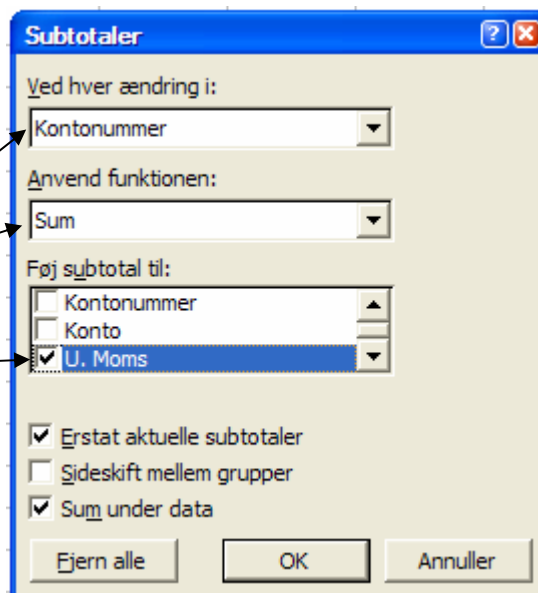 Subtotaler
Ved hver ændring i:
Kontonummer
Anvend funktionen:
Sum
Føj subtotal til:
Kontonummer
Konto
U. Moms
Erstat aktuelle subtotaler
Sideskift mellem grupper
Sum under data
Fjern alle OK Annuller